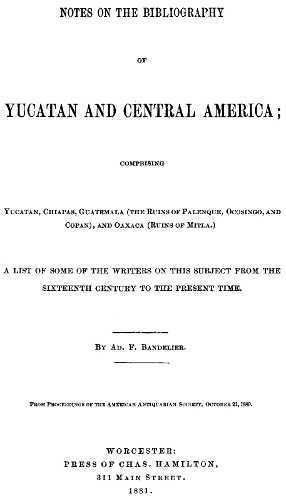 NOTES ON THE BIBLIOGRAPHY
OF
YUCATAN AND CENTRAL AMERICA;
COMPRISING
YUCATAN, CHIAPAS, GUATEMALA (THE RUINS OF PALENQUE, OCOSINGO, AND
COPAN), AND OAXACA (RUINS OF MITLA.)
A LIST OF SOME OF THE WRITERS ON THIS SUBJECT FROM THE
SIXTEENTH CENTURY TO THE PRESENT TIME.
BY AD. F. BANDELIER.
FROM PROCEEDINGS OF THE AMERICAN ANTIQUARIAN SOCIETY, OCTOBER 21, 1880.
WORCESTER:
PRESS OF CHAS. HAMILTON,
311 MAIN STREET.
1881.